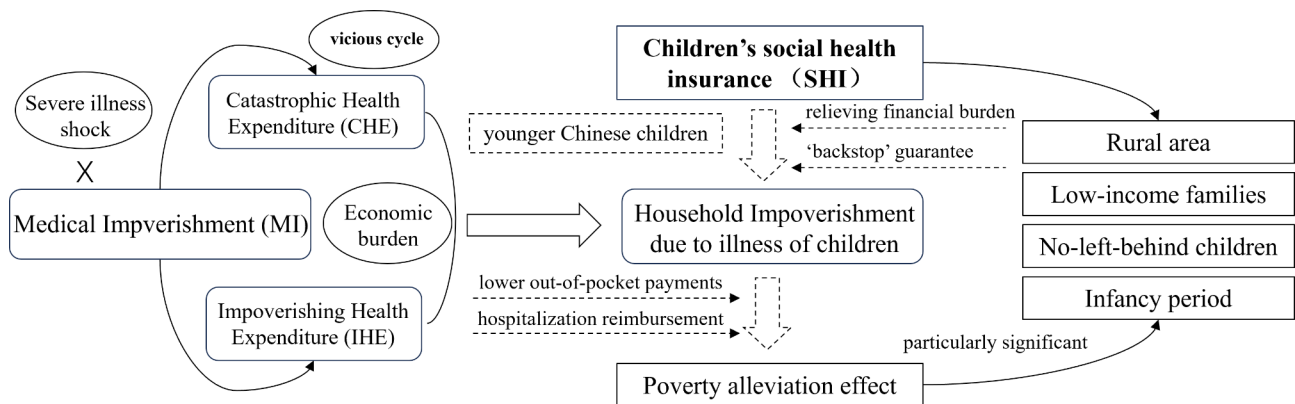 vicious cycle
Severe illness
shock
X
Medical Impverishment (MI)
Catastrophic Health
Expenditure (CHE)
Economic
burden
Impoverishing Health
Expenditure (IHE)
Children’s social health
insurance （SHI）
younger Chinese children
relieving financial burden
‘backstop’ guarantee
Household Impoverishment
due to illness of children
lower out-of-pocket payments
hospitalization reimbursement
Poverty alleviation effect
Rural area
Low-income families
No-left-behind children
Infancy period
particularly significant